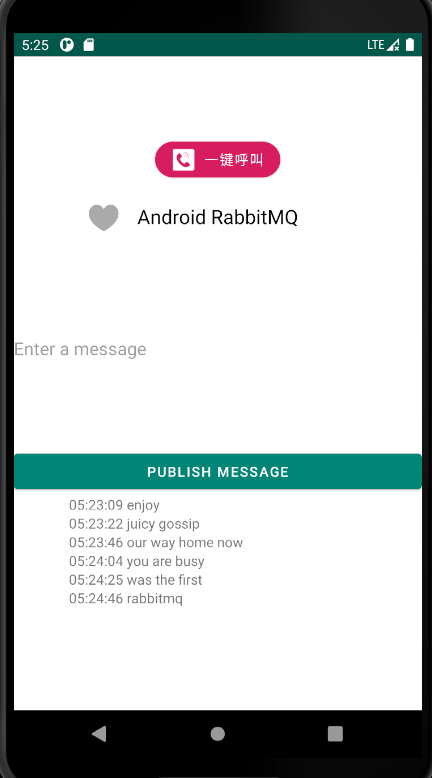 5:25 LTE
一键呼叫
Android RabbitMQ
Enter a message
PUBLISH MESSAGE
05:23:09 enjoy
05:23:22 juicy gossip
05:23:46 our way home now
05:24:04 you are busy
05:24:25 was the first
05:24:46 rabbitmq